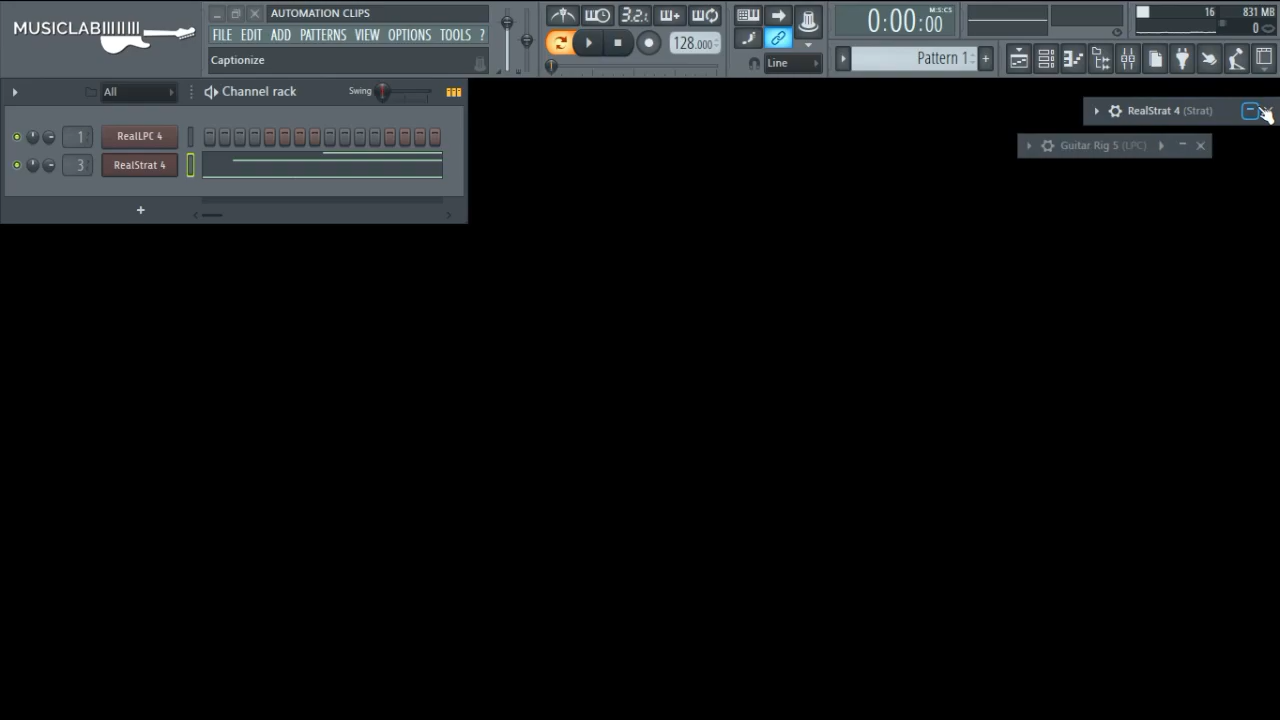 MUSICLAB
AUTOMATION CLIPS
FILE EDIT ADD PATTERNS VIEW OPTIONS TOOLS ?
Captionize
3.2:
128.000
Line
0:00:00
M:S:CS
Pattern 1
+
16
831 MB
0
All
Channel rack
Swing
1
RealLPC 4
3
RealStrat 4
+
RealStrat 4 (Strat)
Guitar Rig 5 (LPC)